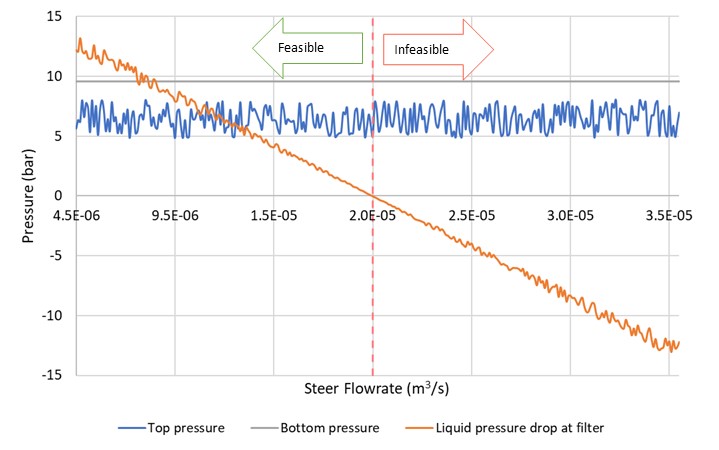 15
Feasible
Infeasible
10
5
0
4.5E-06 9.5E-06 1.5E-05 2.0E-05 2.5E-05 3.0E-05 3.5E-05
-5
-10
-15
Pressure (bar)
Steer Flowrate (m³/s)
Top pressure Bottom pressure Liquid pressure drop at filter